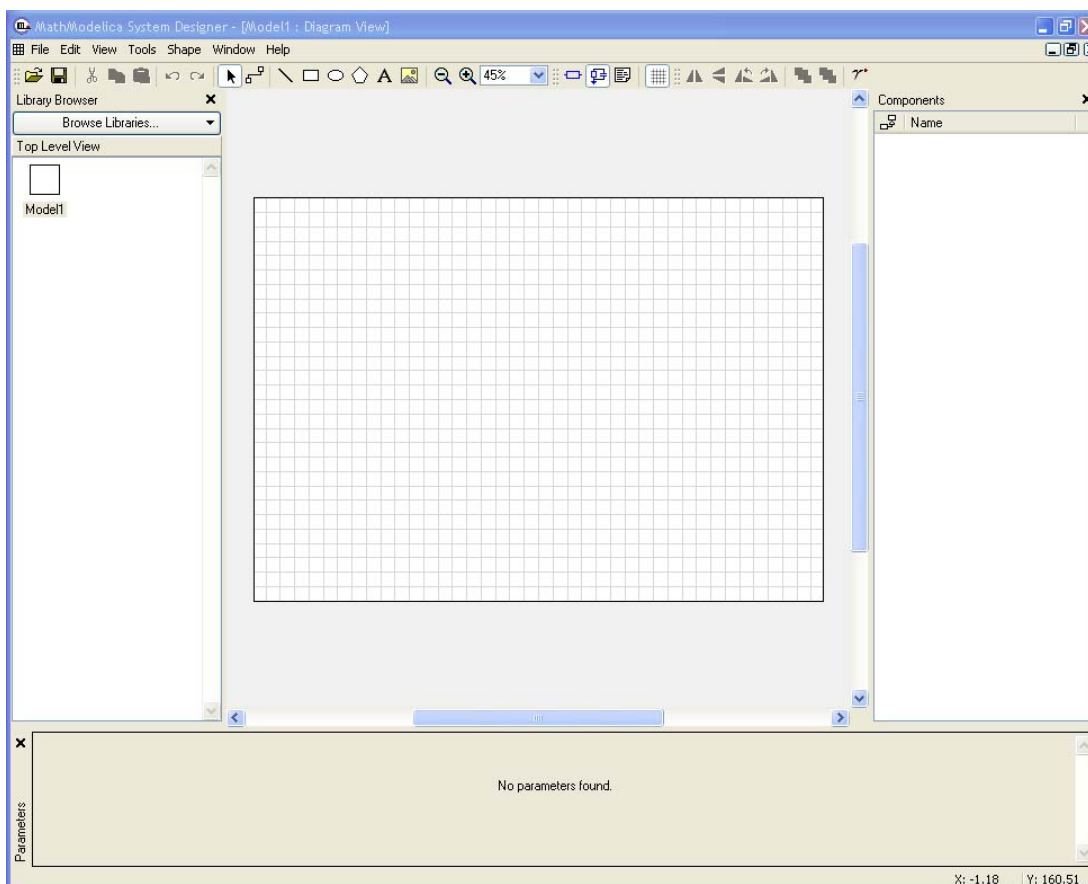 MathModelica System Designer - [Model1 : Diagram View]
File Edit View Tools Shape Window Help
A 45%
Library Browser
Browse Libraries...
Top Level View
Model1
Components
Name
No parameters found.
Parameters
X: -1.18 Y: 160.51